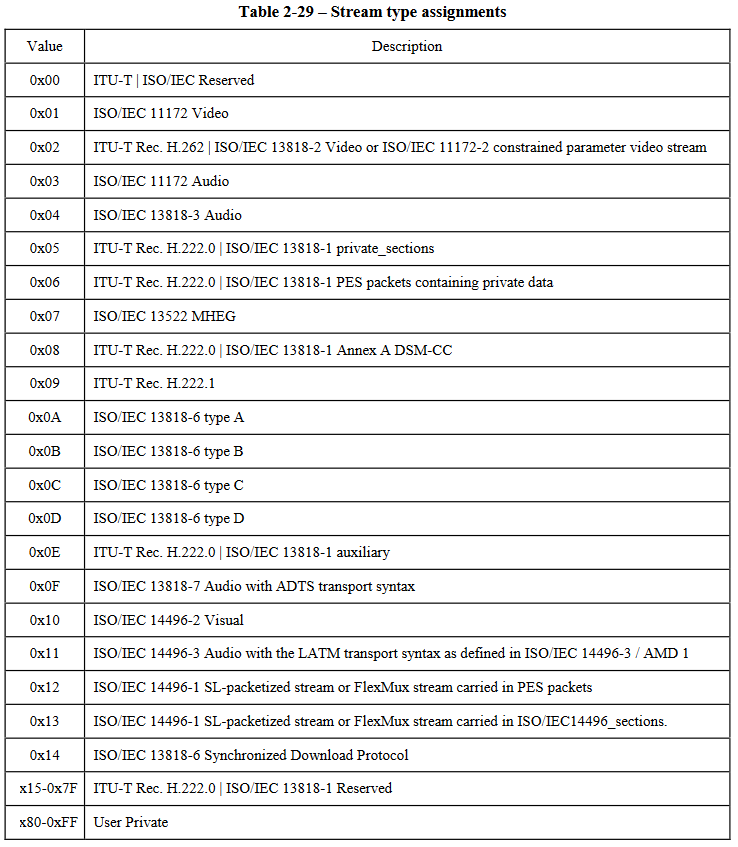 Table 2-29 – Stream type assignments
Value Description
0x00 ITU-T | ISO/IEC Reserved
0x01 ISO/IEC 11172 Video
0x02 ITU-T Rec. H.262 | ISO/IEC 13818-2 Video or ISO/IEC 11172-2 constrained parameter video stream
0x03 ISO/IEC 11172 Audio
0x04 ISO/IEC 13818-3 Audio
0x05 ITU-T Rec. H.222.0 | ISO/IEC 13818-1 private_sections
0x06 ITU-T Rec. H.222.0 | ISO/IEC 13818-1 PES packets containing private data
0x07 ISO/IEC 13522 MHEG
0x08 ITU-T Rec. H.222.0 | ISO/IEC 13818-1 Annex A DSM-CC
0x09 ITU-T Rec. H.222.1
0x0A ISO/IEC 13818-6 type A
0x0B ISO/IEC 13818-6 type B
0x0C ISO/IEC 13818-6 type C
0x0D ISO/IEC 13818-6 type D
0x0E ITU-T Rec. H.222.0 | ISO/IEC 13818-1 auxiliary
0x0F ISO/IEC 13818-7 Audio with ADTS transport syntax
0x10 ISO/IEC 14496-2 Visual
0x11 ISO/IEC 14496-3 Audio with the LATM transport syntax as defined in ISO/IEC 14496-3 / AMD 1
0x12 ISO/IEC 14496-1 SL-packetized stream or FlexMux stream carried in PES packets
0x13 ISO/IEC 14496-1 SL-packetized stream or FlexMux stream carried in ISO/IEC14496_sections.
0x14 ISO/IEC 13818-6 Synchronized Download Protocol
x15-0x7F ITU-T Rec. H.222.0 | ISO/IEC 13818-1 Reserved
x80-0xFF User Private